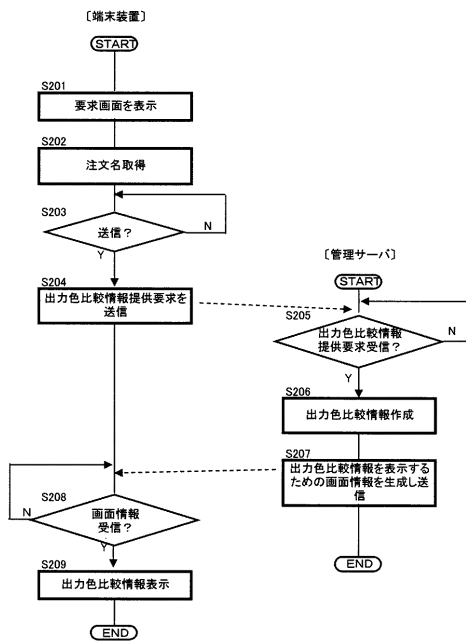 〔端末装置〕
START
S201
要求画面を表示
S202
注文名取得
S203
送信？
N
Y
S204
出力色比較情報提供要求を
送信
〔管理サーバ〕
START
S205
出力色比較情報
提供要求受信？
N
Y
S206
出力色比較情報作成
S207
出力色比較情報を表示する
ための画面情報を生成し送
信
S208
画面情報
受信？
N
Y
S209
出力色比較情報表示
END
END